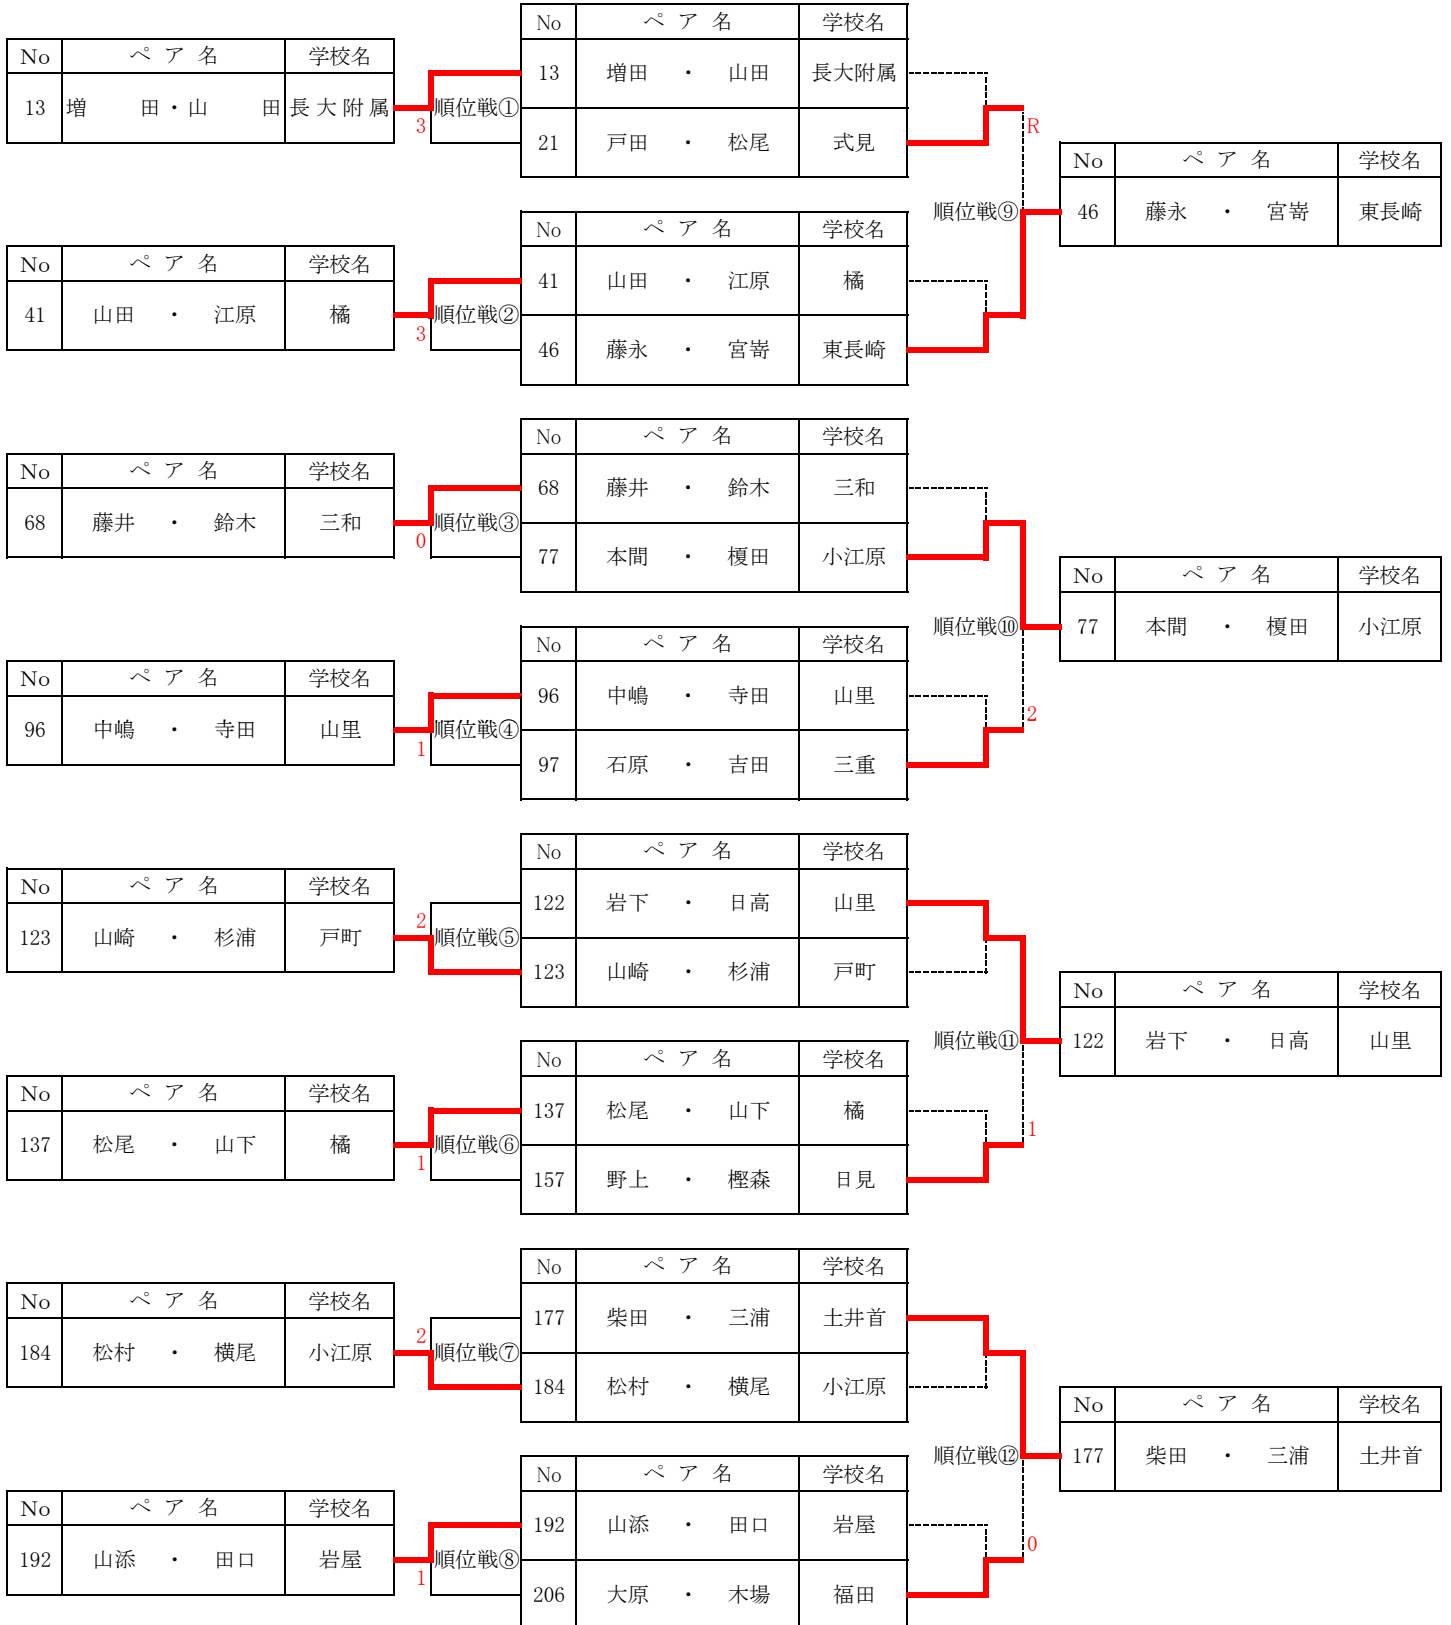 No ペ ア 名 学校名
13 増 田・山 田 長大附属
3 順位戦①
No ペ ア 名 学校名
13 増田 ・ 山田 長大附属
21 戸田 ・ 松尾 式見
R
No ペ ア 名 学校名
41 山田 ・ 江原 橘
3 順位戦②
No ペ ア 名 学校名
41 山田 ・ 江原 橘
46 藤永 ・ 宮嵜 東長崎
順位戦⑨
No ペ ア 名 学校名
46 藤永 ・ 宮嵜 東長崎
No ペ ア 名 学校名
68 藤井 ・ 鈴木 三和
0 順位戦③
No ペ ア 名 学校名
68 藤井 ・ 鈴木 三和
77 本間 ・ 榎田 小江原
No ペ ア 名 学校名
96 中嶋 ・ 寺田 山里
1 順位戦④
No ペ ア 名 学校名
96 中嶋 ・ 寺田 山里
97 石原 ・ 吉田 三重
順位戦⑩
2
No ペ ア 名 学校名
77 本間 ・ 榎田 小江原
No ペ ア 名 学校名
123 山崎 ・ 杉浦 戸町
2 順位戦⑤
No ペ ア 名 学校名
122 岩下 ・ 日高 山里
123 山崎 ・ 杉浦 戸町
No ペ ア 名 学校名
137 松尾 ・ 山下 橘
1 順位戦⑥
No ペ ア 名 学校名
137 松尾 ・ 山下 橘
157 野上 ・ 樫森 日見
順位戦⑪
1
No ペ ア 名 学校名
122 岩下 ・ 日高 山里
No ペ ア 名 学校名
184 松村 ・ 横尾 小江原
2 順位戦⑦
No ペ ア 名 学校名
177 柴田 ・ 三浦 土井首
184 松村 ・ 横尾 小江原
No ペ ア 名 学校名
192 山添 ・ 田口 岩屋
1 順位戦⑧
No ペ ア 名 学校名
192 山添 ・ 田口 岩屋
206 大原 ・ 木場 福田
順位戦⑫
0
No ペ ア 名 学校名
177 柴田 ・ 三浦 土井首